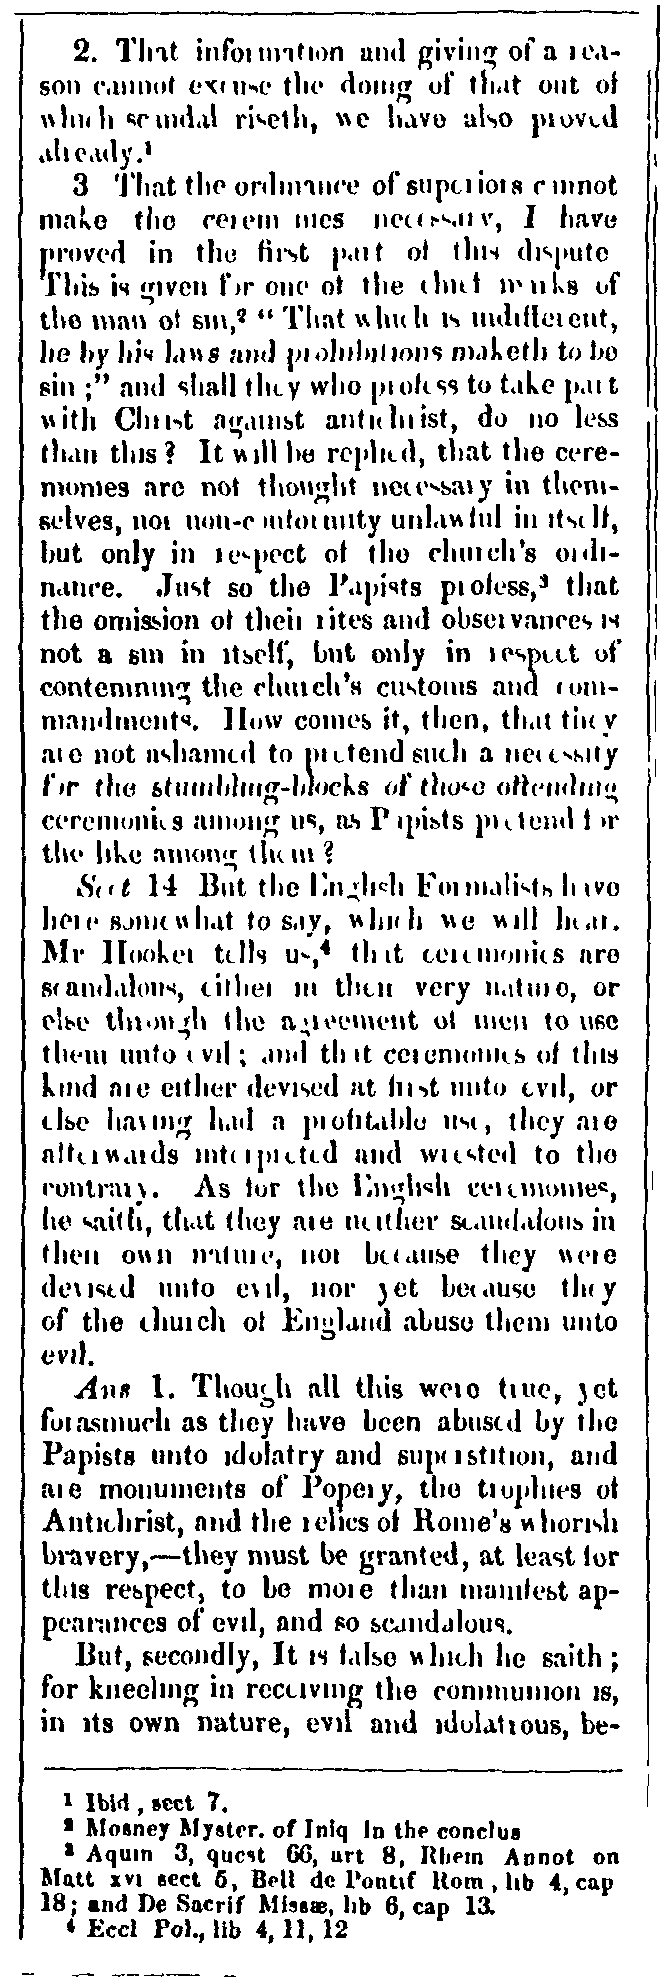 2. That information and giving of a rea-
son cannot excuse the doing of that out of
which scandal riseth, we have also proved
already.¹
3 That the ordinance of superiors cannot
make the ceremonies necessary, I have
proved in the first part of this dispute
This is given for one of the chief marks of
the man of sin,² “ That which is indifferent,
he by his laws and prohibitions maketh to be
sin ;” and shall they who profess to take part
with Christ against antichrist, do no less
than this ? It will be replied, that the cere-
monies are not thought necessary in them-
selves, nor non-conformity unlawful in itself,
but only in respect of the church's ordi-
nance. Just so the Papists profess,³ that
the omission of their rites and observances is
not a sin in itself, but only in respect of
contemning the church's customs and com-
mandments. How comes it, then, that they
are not ashamed to pretend such a necessity
for the stumbling-blocks of those offending
ceremonies among us, as Papists pretend for
the like among them ?
Sect 14 But the English Formalists have
here somewhat to say, which we will hear.
Mr Hooker tells us,⁴ that ceremonies are
scandalous, either in their very nature, or
else through the agreement of men to use
them unto evil ; and that ceremonies of this
kind are either devised at first unto evil, or
else having had a profitable use, they are
afterwards interpreted and wrested to the
contrary. As for the English ceremonies,
he saith, that they are neither scandalous in
their own nature, nor because they were
devised unto evil, nor yet because they
of the church of England abuse them unto
evil.
Ans 1. Though all this were true, yet
forasmuch as they have been abused by the
Papists unto idolatry and superstition, and
are monuments of Popery, the trophies of
Antichrist, and the relics of Rome's whorish
bravery,—they must be granted, at least for
this respect, to be more than manifest ap-
pearances of evil, and so scandalous.
But, secondly, It is false which he saith ;
for kneeling in receiving the communion is,
in its own nature, evil and idolatrous, be-
¹ Ibid , sect 7.
² Mosney Myster. of Iniq in the conclus
³ Aquin 3, quest 66, art 8, Rhem Annot on
Matt xvi sect 5, Bell de Pontif Rom , lib 4, cap
18 ; and De Sacrif Missæ, lib 6, cap 13.
⁴ Eccl Pol., lib 4, 11, 12